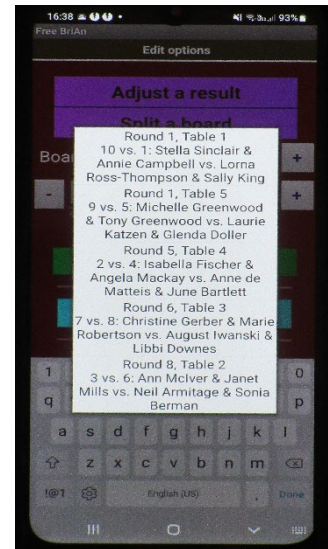 16:38
93%
Free BriAn
Edit options
Adjust a result
Split a board
Round 1, Table 1
10 vs. 1: Stella Sinclair &
Annie Campbell vs. Lorna
Ross-Thompson & Sally King
Round 1, Table 5
9 vs. 5: Michelle Greenwood
& Tony Greenwood vs. Laurie
Katzen & Glenda Doller
Round 5, Table 4
2 vs. 4: Isabella Fischer &
Angela Mackay vs. Anne de
Matteis & June Bartlett
Round 6, Table 3
7 vs. 8: Christine Gerber & Marie
Robertson vs. August Iwanski &
Libbi Downes
Round 8, Table 2
3 vs. 6: Ann McIver & Janet
Mills vs. Neil Armitage & Sonia
Berman
Boa
+
- +
1 0
q p
a s d f g h j k l
z x c v b n m
!@1 English (US) . Done